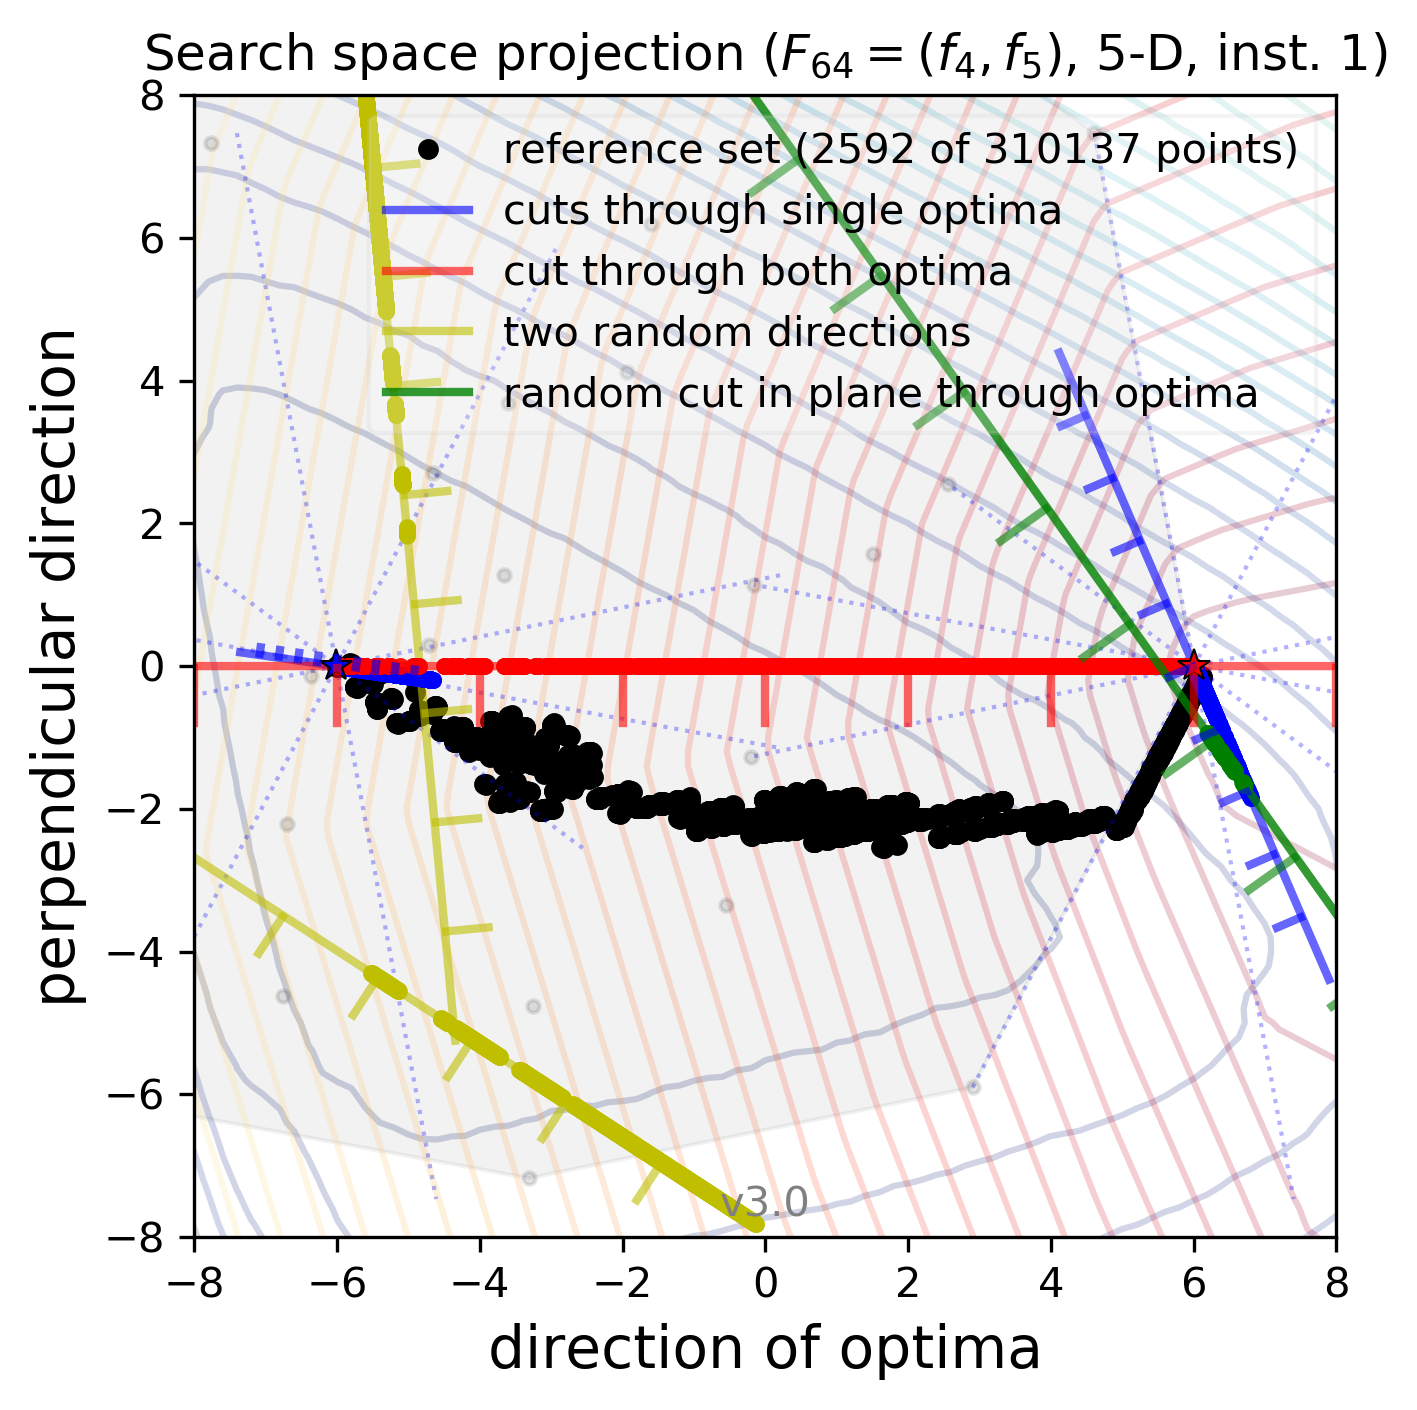 Search space projection (F64 = (f4, f5), 5-D, inst. 1)
reference set (2592 of 310137 points)
cuts through single optima
cut through both optima
two random directions
random cut in plane through optima
perpendicular direction
8
6
4
2
0
−2
−4
−6
−8
v3.0
−8 −6 −4 −2 0 2 4 6 8
direction of optima